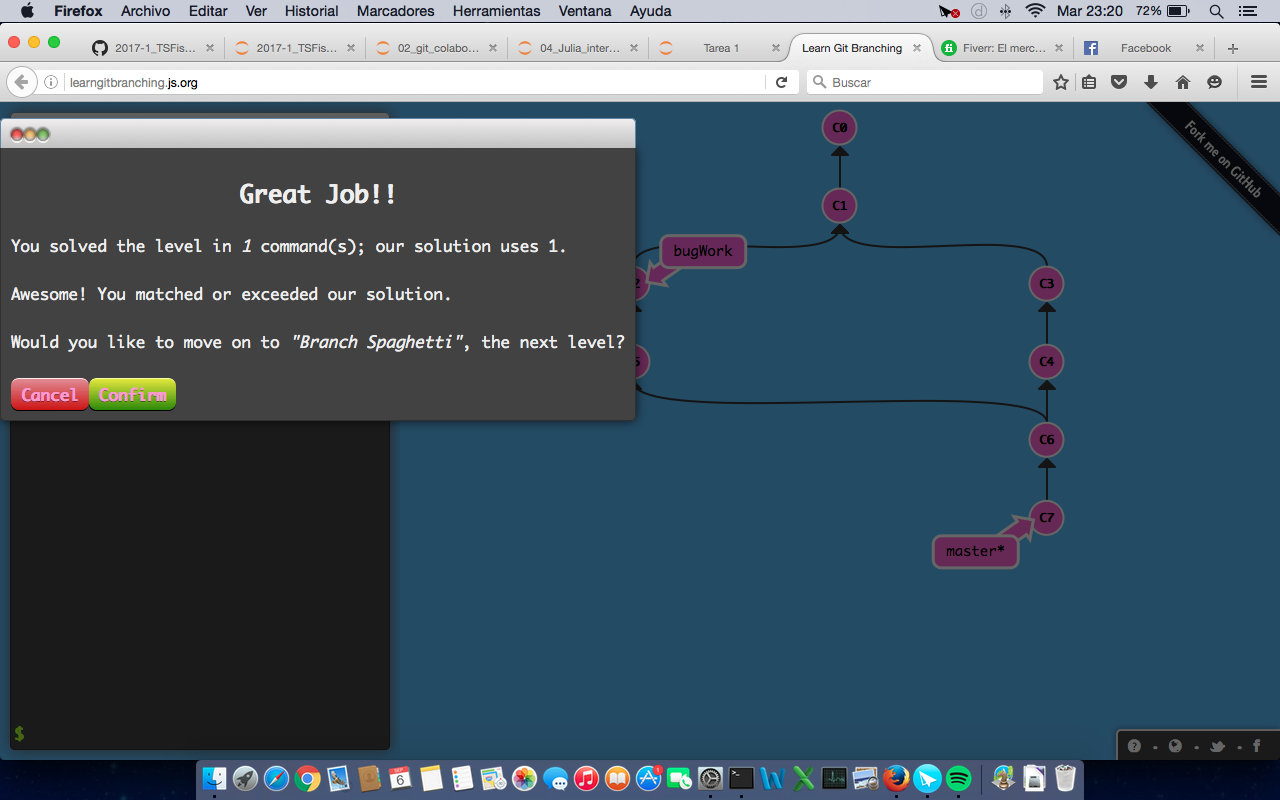 Firefox Archivo Editar Ver Historial Marcadores Herramientas Ventana Ayuda Mar 23:20 72%
2017-1_TSFis... 2017-1_TSFis... 02_git_colabo... 04_Julia_inter... Tarea 1 Learn Git Branching Fiverr: El merc... Facebook
learngitbranching.js.org Buscar
Fork me on GitHub
C0
Great Job!!
C1
You solved the level in 1 command(s); our solution uses 1.
bugWork
C3
Awesome! You matched or exceeded our solution.
Would you like to move on to "Branch Spaghetti", the next level?
C4
Cancel Confirm
C6
C7
master*
$